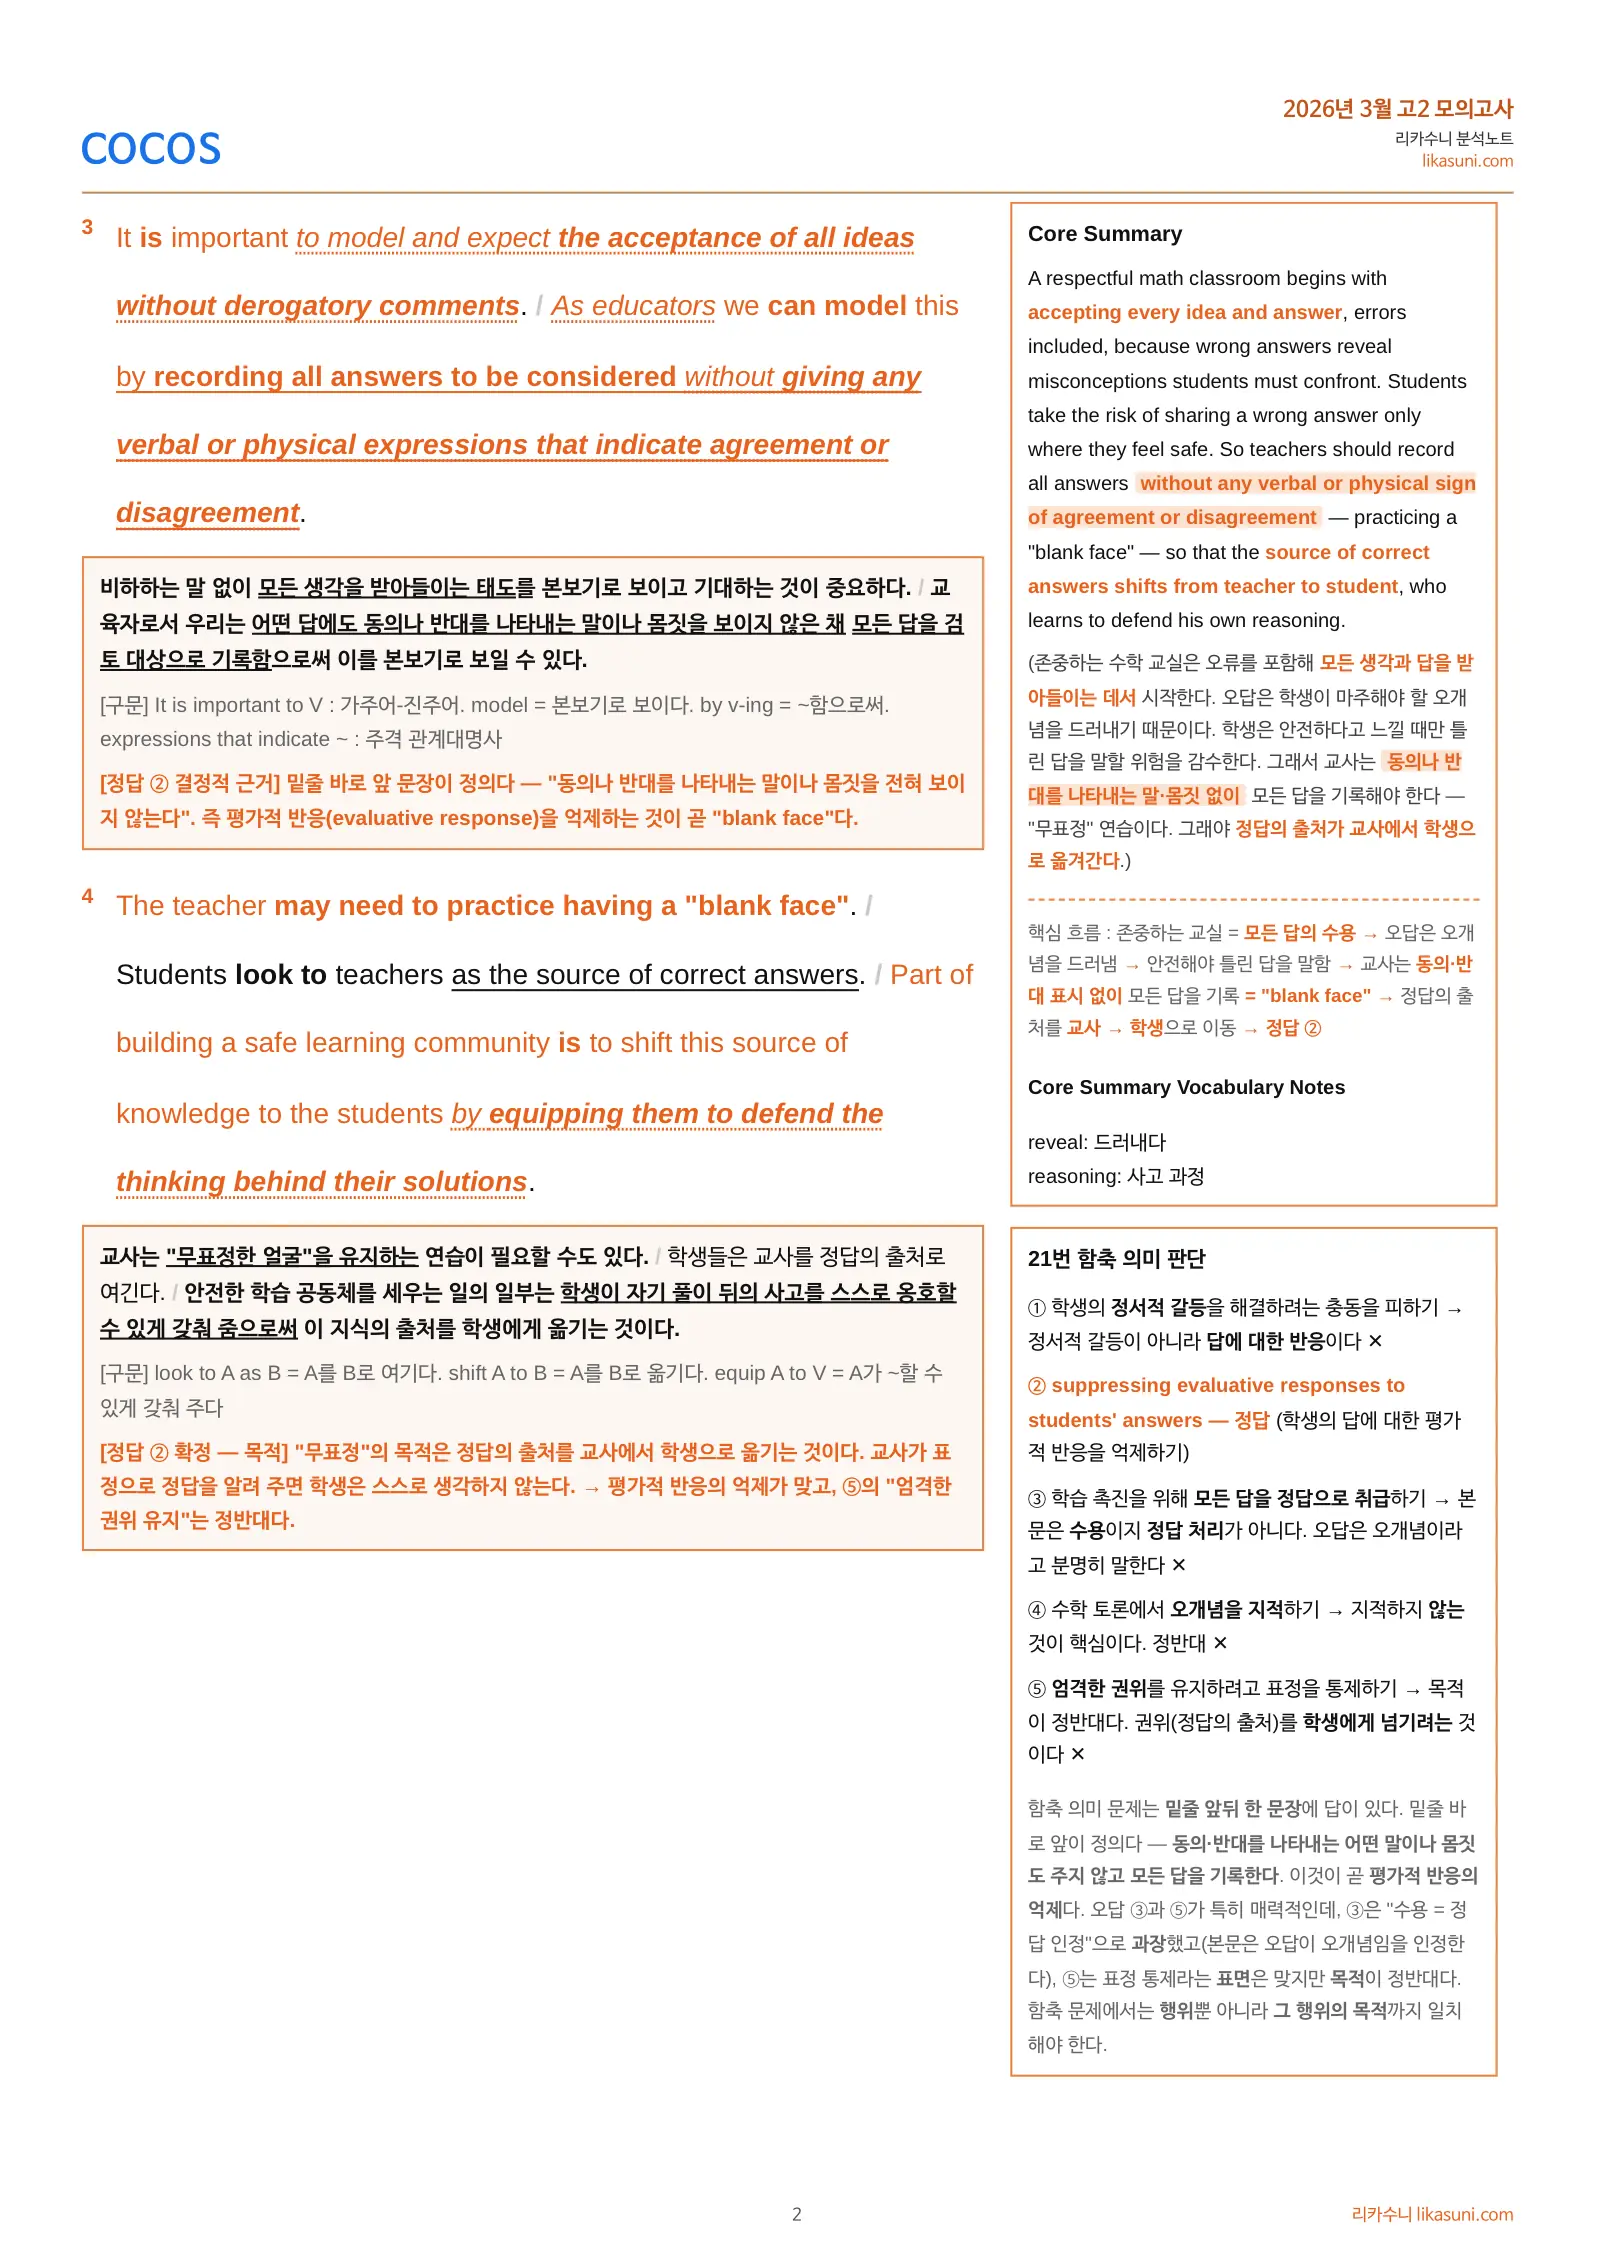 cocos
2026년 3월 고2 모의고사
리카수니 분석노트
likasuni.com
3 It is important to model and expect the acceptance of all ideas
without derogatory comments. / As educators we can model this
by recording all answers to be considered without giving any
verbal or physical expressions that indicate agreement or
disagreement.
비하하는 말 없이 모든 생각을 받아들이는 태도를 본보기로 보이고 기대하는 것이 중요하다. / 교
육자로서 우리는 어떤 답에도 동의나 반대를 나타내는 말이나 몸짓을 보이지 않은 채 모든 답을 검
토 대상으로 기록함으로써 이를 본보기로 보일 수 있다.
[구문] It is important to V : 가주어-진주어. model = 본보기로 보이다. by v-ing = ~함으로써.
expressions that indicate ~ : 주격 관계대명사
[정답 ② 결정적 근거] 밑줄 바로 앞 문장이 정의다 — "동의나 반대를 나타내는 말이나 몸짓을 전혀 보이
지 않는다". 즉 평가적 반응(evaluative response)을 억제하는 것이 곧 "blank face"다.
4 The teacher may need to practice having a "blank face". /
Students look to teachers as the source of correct answers. / Part of
building a safe learning community is to shift this source of
knowledge to the students by equipping them to defend the
thinking behind their solutions.
교사는 "무표정한 얼굴"을 유지하는 연습이 필요할 수도 있다. / 학생들은 교사를 정답의 출처로
여긴다. / 안전한 학습 공동체를 세우는 일의 일부는 학생이 자기 풀이 뒤의 사고를 스스로 옹호할
수 있게 갖춰 줌으로써 이 지식의 출처를 학생에게 옮기는 것이다.
[구문] look to A as B = A를 B로 여기다. shift A to B = A를 B로 옮기다. equip A to V = A가 ~할 수
있게 갖춰 주다
[정답 ② 확정 — 목적] "무표정"의 목적은 정답의 출처를 교사에서 학생으로 옮기는 것이다. 교사가 표
정으로 정답을 알려 주면 학생은 스스로 생각하지 않는다. → 평가적 반응의 억제가 맞고, ⑤의 "엄격한
권위 유지"는 정반대다.
Core Summary
A respectful math classroom begins with
accepting every idea and answer, errors
included, because wrong answers reveal
misconceptions students must confront. Students
take the risk of sharing a wrong answer only
where they feel safe. So teachers should record
all answers without any verbal or physical sign
of agreement or disagreement — practicing a
"blank face" — so that the source of correct
answers shifts from teacher to student, who
learns to defend his own reasoning.
(존중하는 수학 교실은 오류를 포함해 모든 생각과 답을 받
아들이는 데서 시작한다. 오답은 학생이 마주해야 할 오개
념을 드러내기 때문이다. 학생은 안전하다고 느낄 때만 틀
린 답을 말할 위험을 감수한다. 그래서 교사는 동의나 반
대를 나타내는 말·몸짓 없이 모든 답을 기록해야 한다 —
"무표정" 연습이다. 그래야 정답의 출처가 교사에서 학생으
로 옮겨간다.)
핵심 흐름 : 존중하는 교실 = 모든 답의 수용 → 오답은 오개
념을 드러냄 → 안전해야 틀린 답을 말함 → 교사는 동의·반
대 표시 없이 모든 답을 기록 = "blank face" → 정답의 출
처를 교사 → 학생으로 이동 → 정답 ②
Core Summary Vocabulary Notes
reveal: 드러내다
reasoning: 사고 과정
21번 함축 의미 판단
① 학생의 정서적 갈등을 해결하려는 충동을 피하기 →
정서적 갈등이 아니라 답에 대한 반응이다 ✕
② suppressing evaluative responses to
students' answers — 정답 (학생의 답에 대한 평가
적 반응을 억제하기)
③ 학습 촉진을 위해 모든 답을 정답으로 취급하기 → 본
문은 수용이지 정답 처리가 아니다. 오답은 오개념이라
고 분명히 말한다 ✕
④ 수학 토론에서 오개념을 지적하기 → 지적하지 않는
것이 핵심이다. 정반대 ✕
⑤ 엄격한 권위를 유지하려고 표정을 통제하기 → 목적
이 정반대다. 권위(정답의 출처)를 학생에게 넘기려는 것
이다 ✕
함축 의미 문제는 밑줄 앞뒤 한 문장에 답이 있다. 밑줄 바
로 앞이 정의다 — 동의·반대를 나타내는 어떤 말이나 몸짓
도 주지 않고 모든 답을 기록한다. 이것이 곧 평가적 반응의
억제다. 오답 ③과 ⑤가 특히 매력적인데, ③은 "수용 = 정
답 인정"으로 과장했고(본문은 오답이 오개념임을 인정한
다), ⑤는 표정 통제라는 표면은 맞지만 목적이 정반대다.
함축 문제에서는 행위뿐 아니라 그 행위의 목적까지 일치
해야 한다.
2
리카수니 likasuni.com